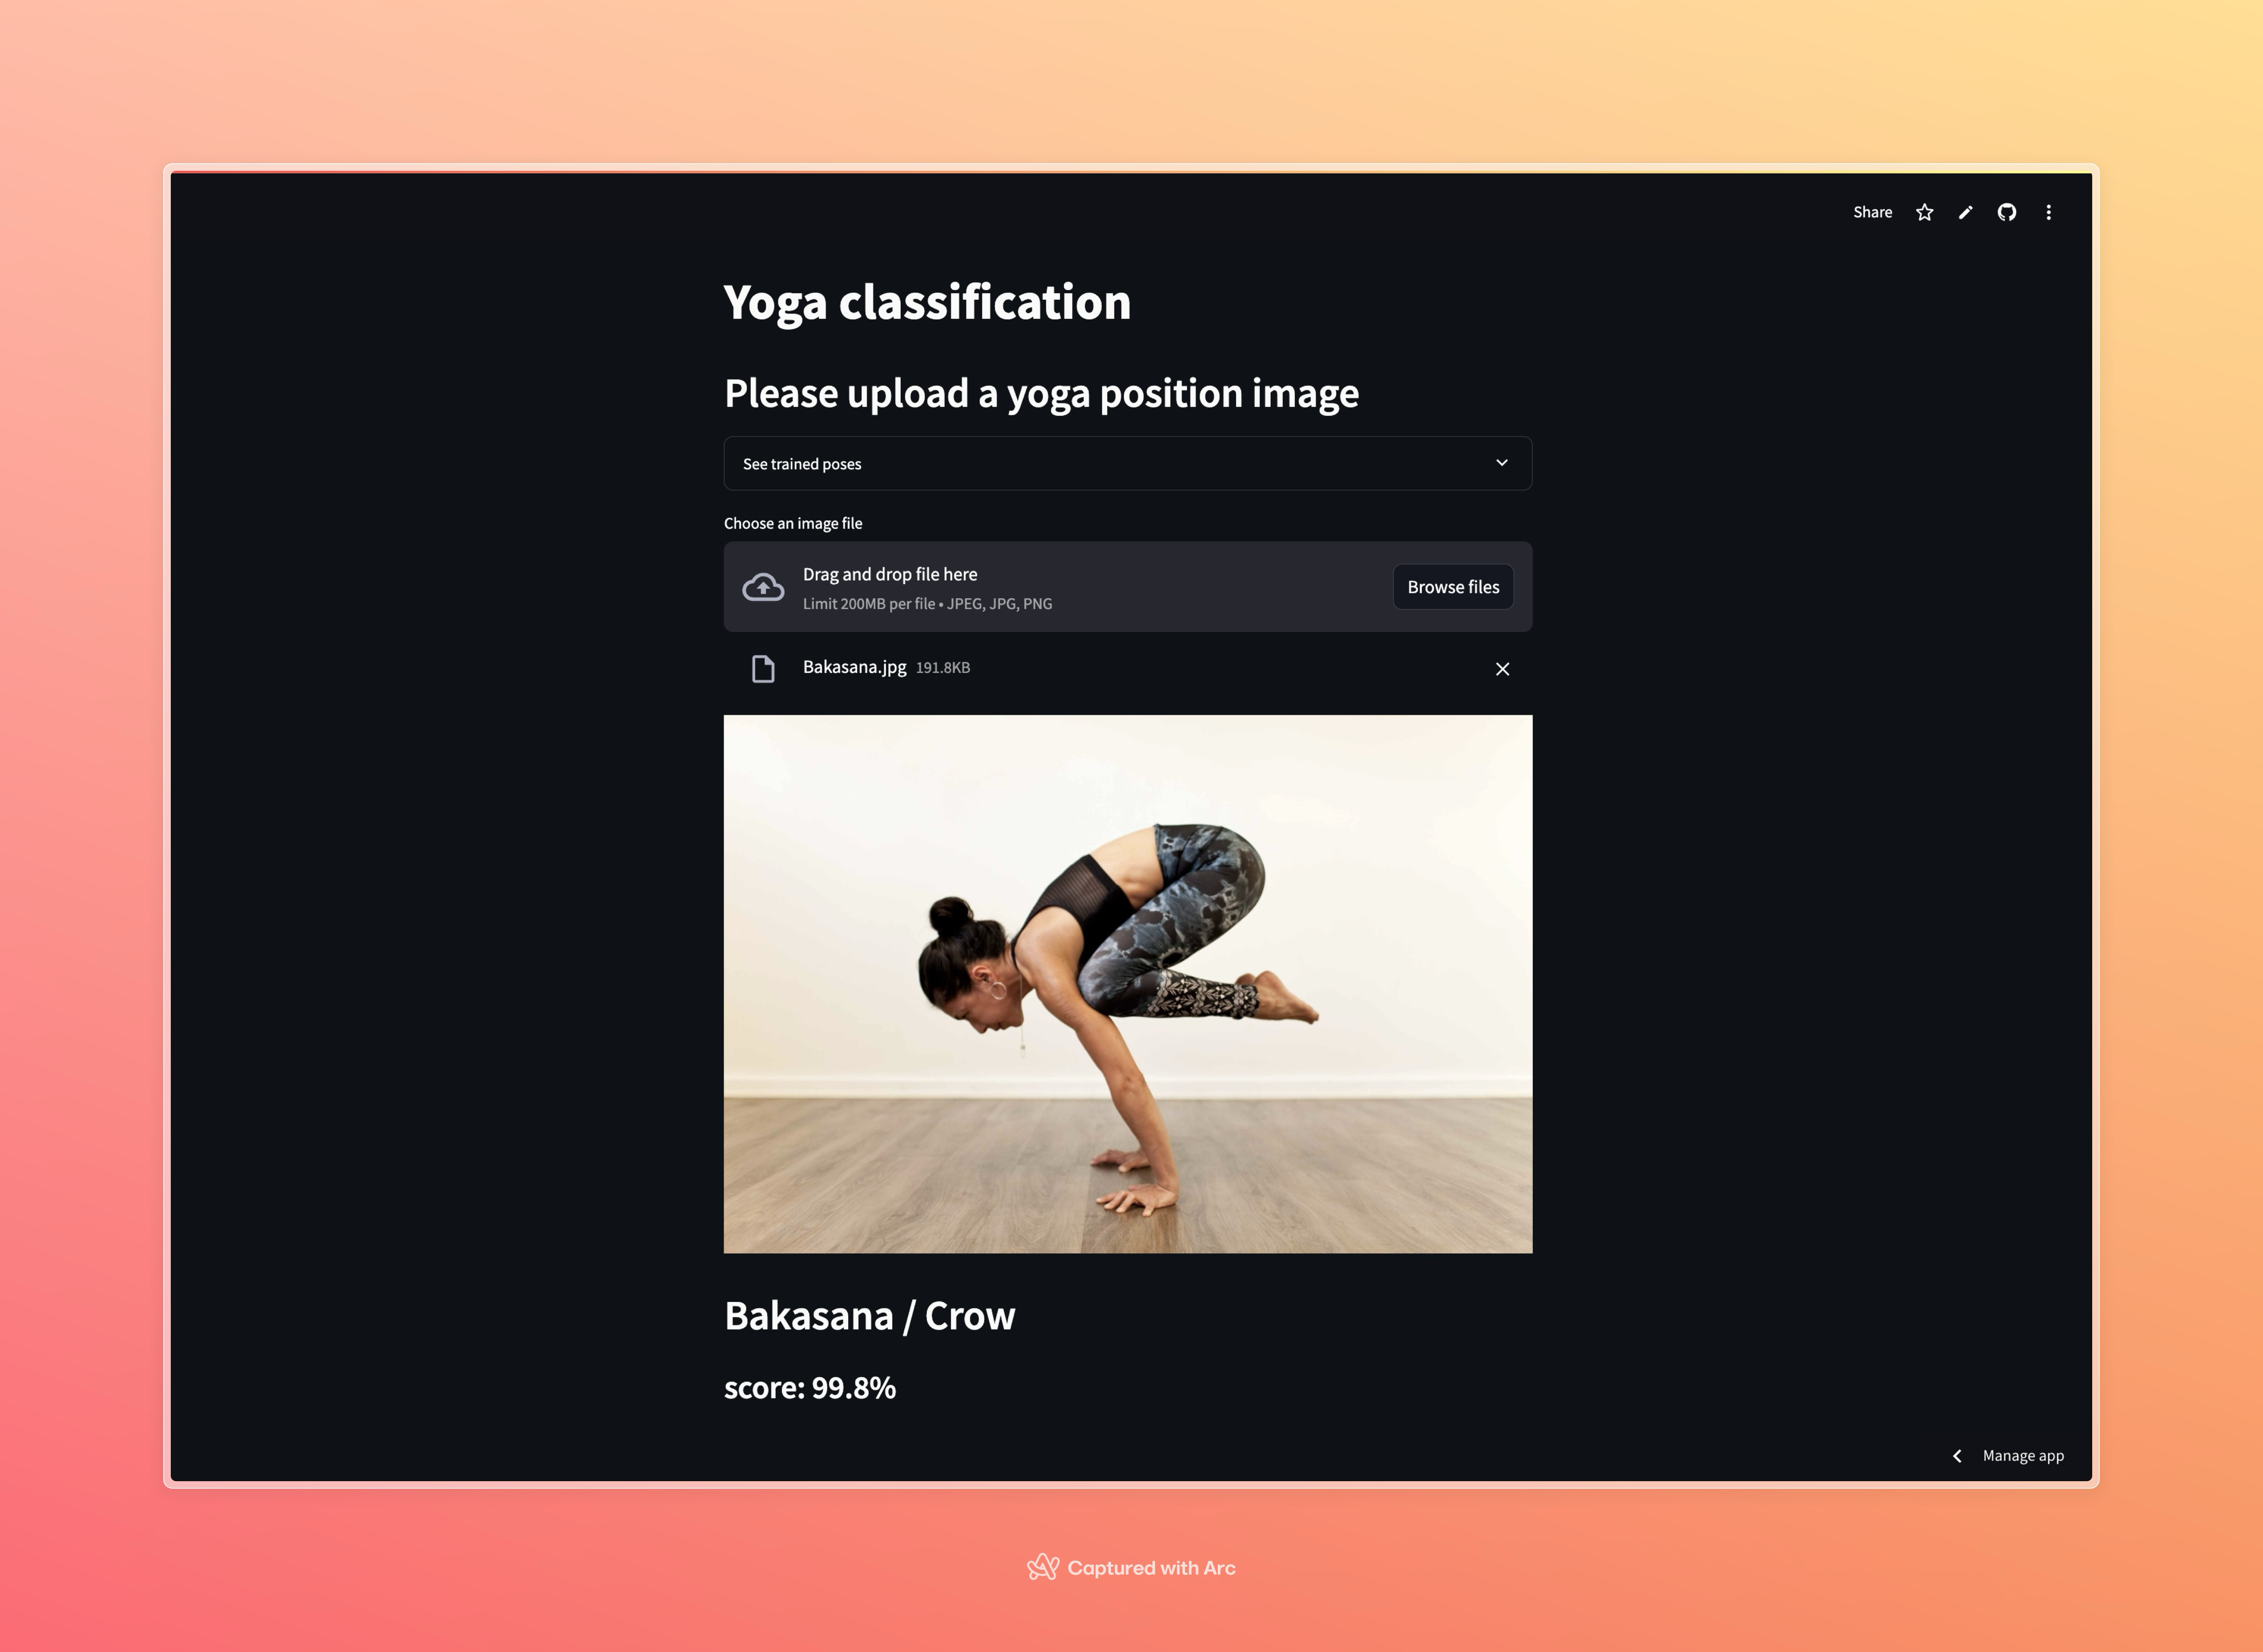 Share
Yoga classification
Please upload a yoga position image
See trained poses
Choose an image file
Drag and drop file here
Limit 200MB per file • JPEG, JPG, PNG
Browse files
Bakasana.jpg 191.8KB
Bakasana / Crow
score: 99.8%
Manage app
Captured with Arc